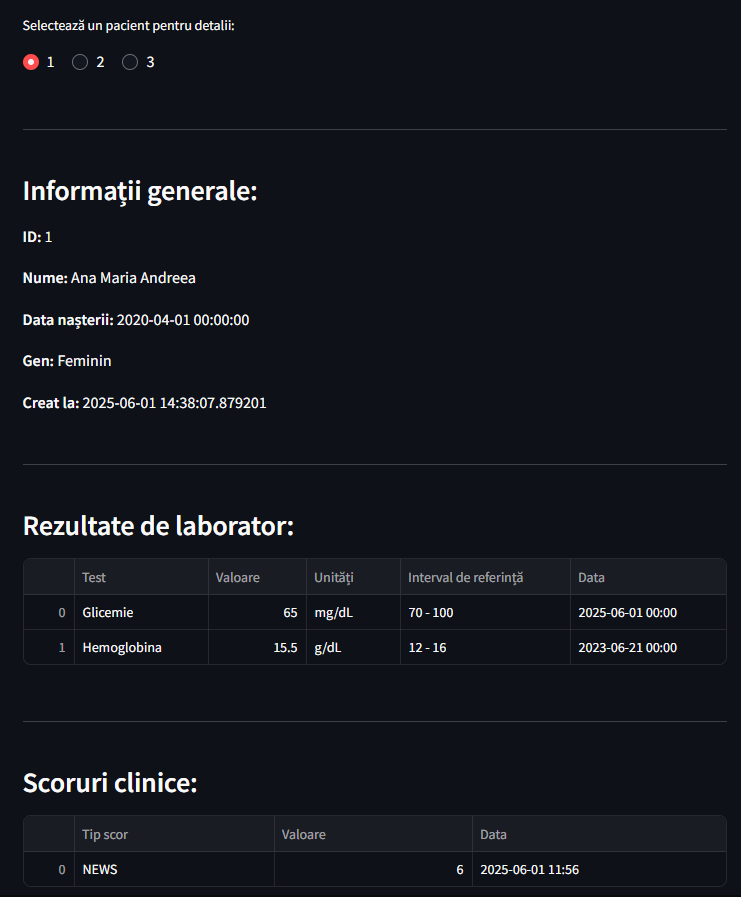 Selectează un pacient pentru detalii:
1 2 3
Informații generale:
ID: 1
Nume: Ana Maria Andreea
Data nașterii: 2020-04-01 00:00:00
Gen: Feminin
Creat la: 2025-06-01 14:38:07.879201
Rezultate de laborator:
Test Valoare Unități Interval de referință Data
0 Glicemie 65 mg/dL 70 - 100 2025-06-01 00:00
1 Hemoglobina 15.5 g/dL 12 - 16 2023-06-21 00:00
Scoruri clinice:
Tip scor Valoare Data
0 NEWS 6 2025-06-01 11:56